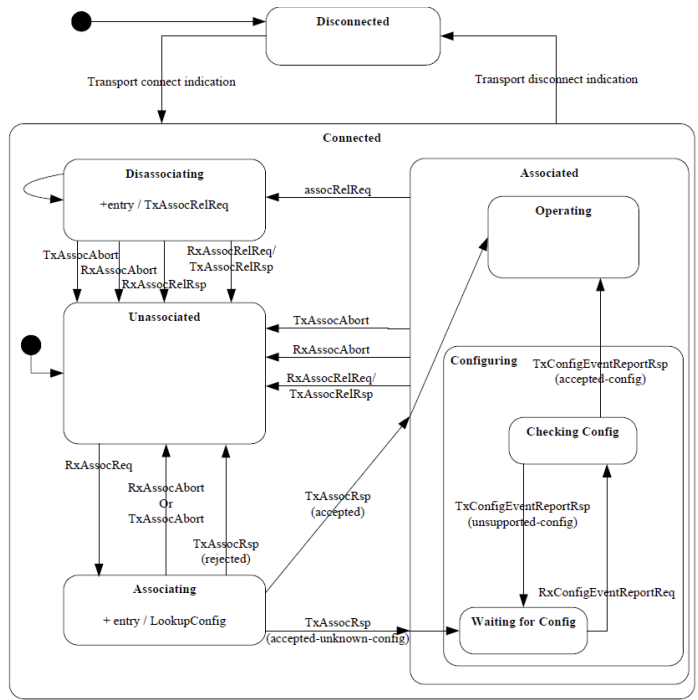 Disconnected
Transport connect indication
Transport disconnect indication
Connected
Disassociating
+entry / TxAssocRelReq
assocRelReq
Associated
Operating
TxAssocAbort
RxAssocAbort
RxAssocRelRsp
RxAssocRelReq/
TxAssocRelRsp
Unassociated
TxAssocAbort
RxAssocAbort
RxAssocRelReq/
TxAssocRelRsp
Configuring
TxConfigEventReportRsp
(accepted-config)
Checking Config
RxAssocReq
RxAssocAbort
Or
TxAssocAbort
TxAssocRsp
(rejected)
TxAssocRsp
(accepted)
TxConfigEventReportRsp
(unsupported-config)
RxConfigEventReportReq
Associating
+ entry / LookupConfig
TxAssocRsp
(accepted-unknown-config)
Waiting for Config